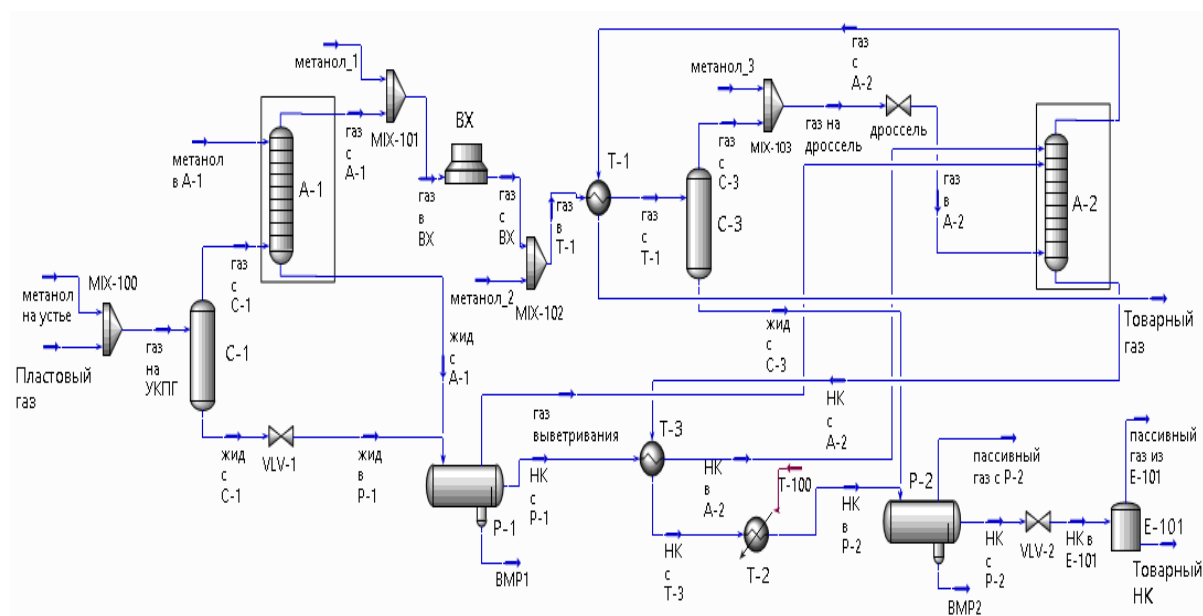 метанол
на устье
Пластовый
газ
MIX-100
газ
на
УКПГ
С-1
газ
с
С-1
жид
с
С-1
VLV-1
жид
в
Р-1
метанол
в А-1
А-1
газ
с
А-1
метанол_1
MIX-101
газ
в
ВХ
ВХ
газ
с
ВХ
метанол_2
MIX-102
газ
в
Т-1
Т-1
газ
с
Т-1
С-3
газ
с
С-3
метанол_3
MIX-103
газ на
дроссель
дроссель
газ
в
А-2
газ
с
А-2
А-2
Товарный
газ
жид
с
С-3
жид
с
А-1
газ
выветривания
Р-1
ВМР1
НК
с
Р-1
Т-3
НК
в
А-2
НК
с
А-2
НК
с
Т-3
Т-2
Т-100
НК
в
Р-2
Р-2
пассивный
газ с Р-2
ВМР2
НК
с
Р-2
VLV-2
НК в
Е-101
пассивный
газ из
Е-101
Е-101
Товарный
НК